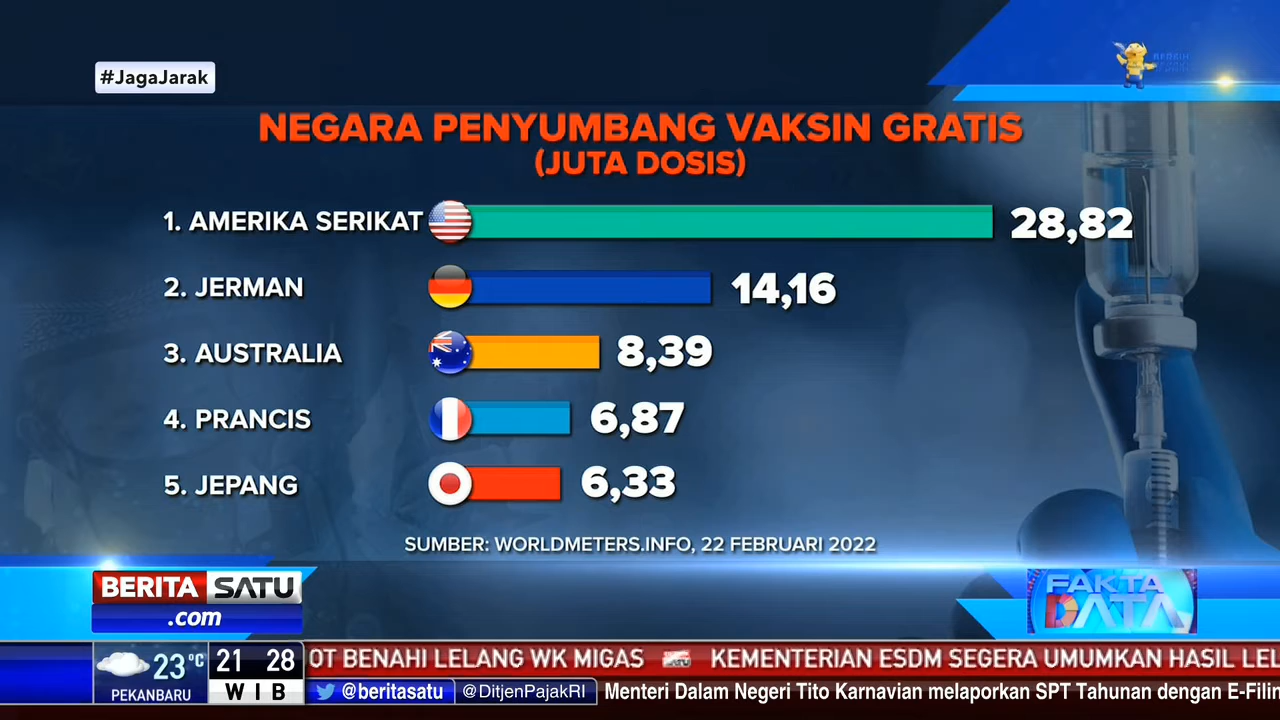 #JagaJarak
NEGARA PENYUMBANG VAKSIN GRATIS
(JUTA DOSIS)
1. AMERIKA SERIKAT 28,82
2. JERMAN 14,16
3. AUSTRALIA 8,39
4. PRANCIS 6,87
5. JEPANG 6,33
SUMBER: WORLDMETERS.INFO, 22 FEBRUARI 2022
BERITA SATU
.com
FAKTA
DATA
23°C
PEKANBARU
21 28
WIB
OT BENAHI LELANG WK MIGAS SATU KEMENTERIAN ESDM SEGERA UMUMKAN HASIL LEL
@beritasatu @DitjenPajakRI Menteri Dalam Negeri Tito Karnavian melaporkan SPT Tahunan dengan E-Filin